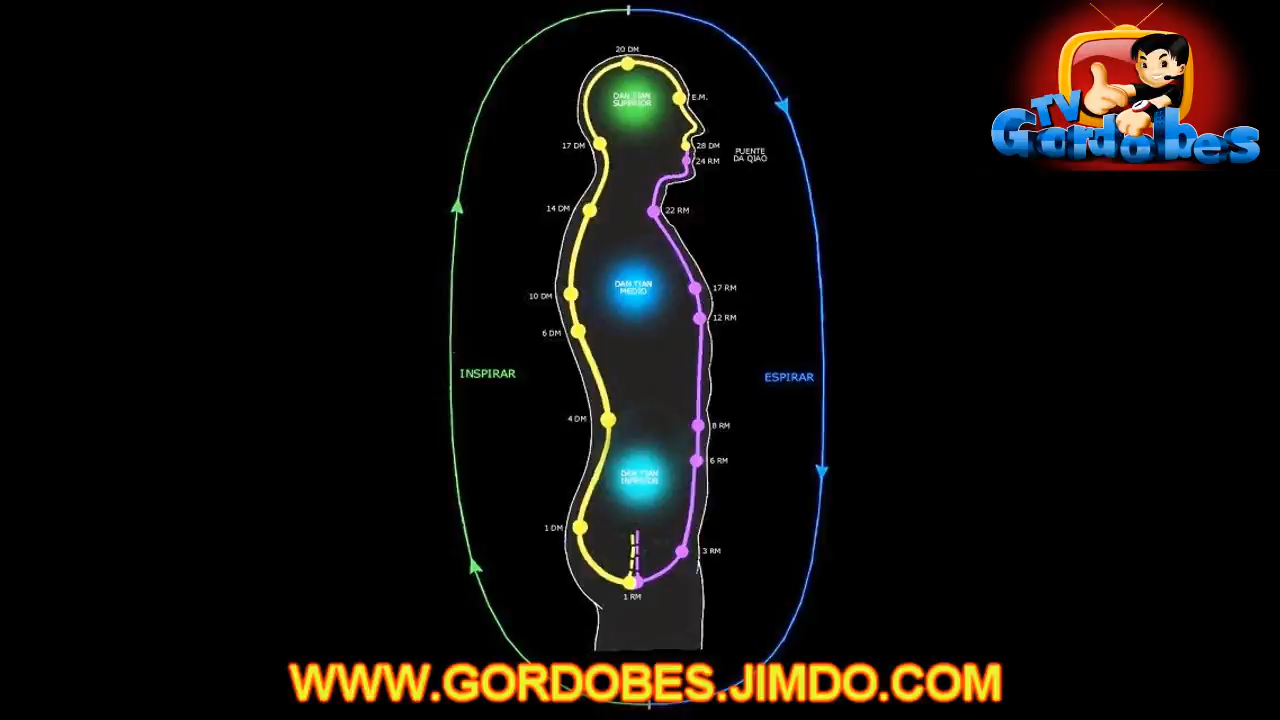 20 DM
TV
Gordobes
DAN TIAN
SUPERIOR
E.M.
17 DM
28 DM
24 RM
PUENTE
DA QIAO
14 DM
22 RM
DAN TIAN
MEDIO
17 RM
10 DM
12 RM
6 DM
INSPIRAR
ESPIRAR
4 DM
8 RM
6 RM
DAN TIAN
INFERIOR
1 DM
3 RM
1 RM
WWW.GORDOBES.JIMDO.COM